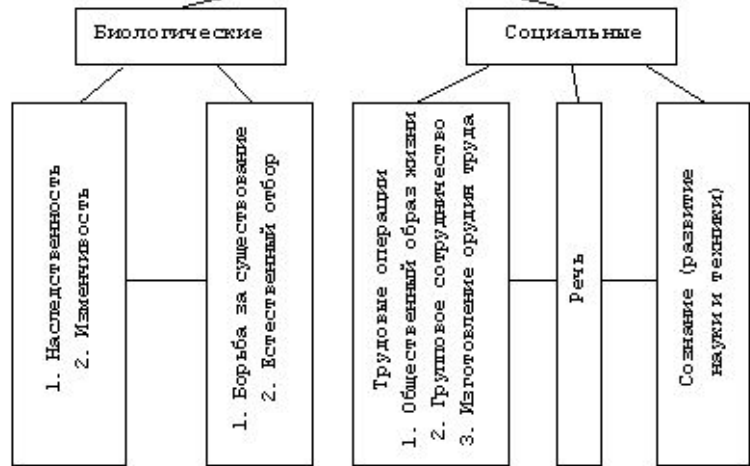 Биологические
Социальные
1. Наследственность
2. Изменчивость
1. Борьба за существование
2. Естественный отбор
Трудовые операции
1. Общественный образ жизни
2. Групповое сотрудничество
3. Изготовление орудин труда
Речь
Сознание (развитие
науки и техники)